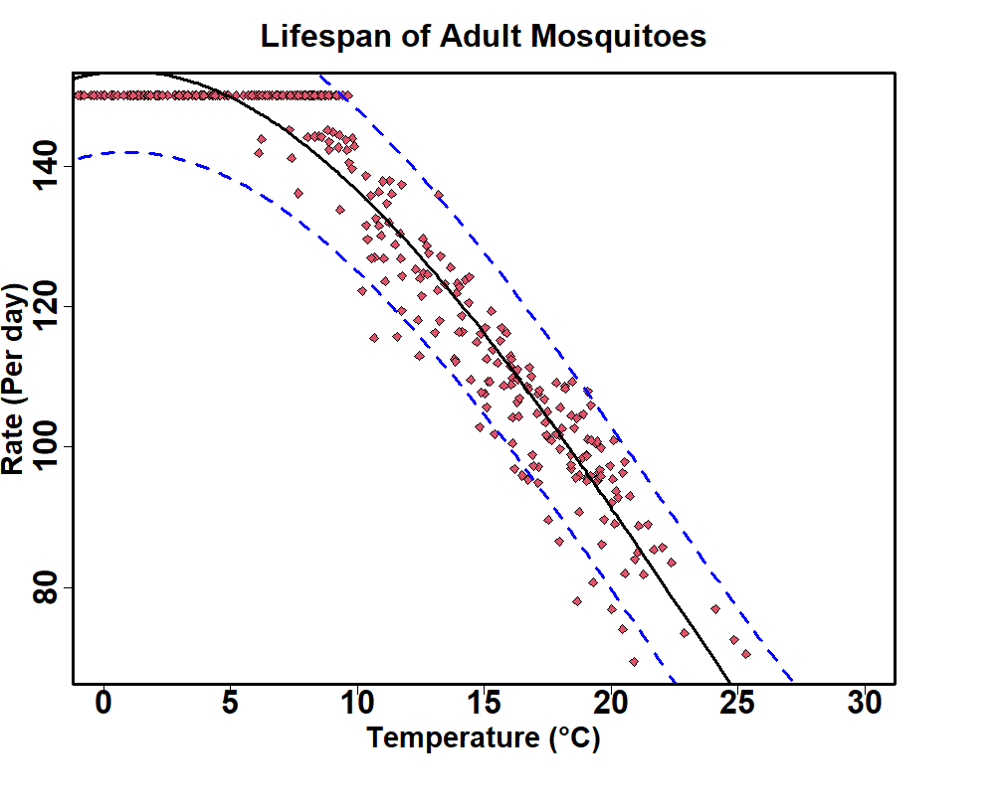 Lifespan of Adult Mosquitoes
Rate (Per day)
140
120
100
80
0 5 10 15 20 25 30
Temperature (°C)